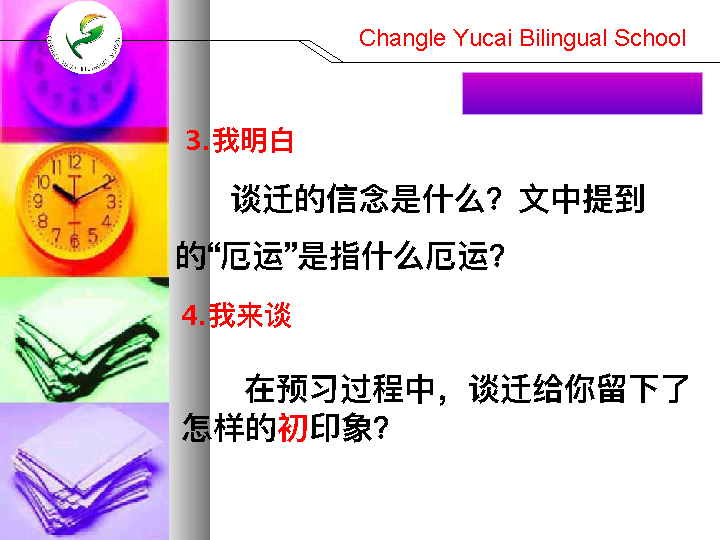 Changle Yucai Bilingual School
3.我明白
谈迁的信念是什么？文中提到
的“厄运”是指什么厄运？
4.我来谈
在预习过程中，谈迁给你留下了
怎样的初印象？